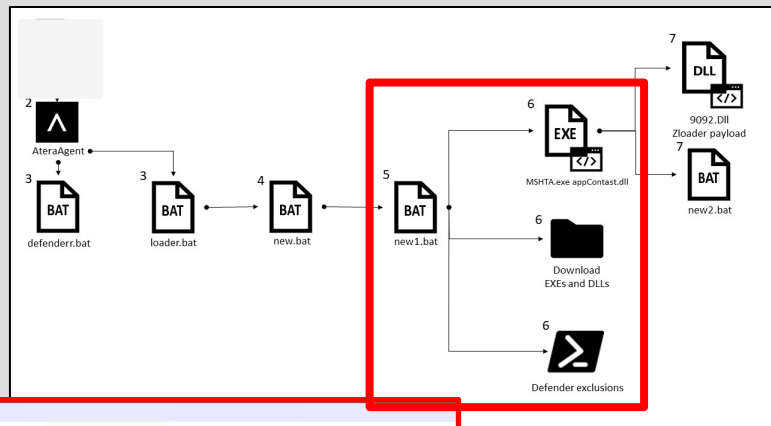 2
AteraAgent
3
BAT
defenderr.bat
3
BAT
loader.bat
4
BAT
new.bat
5
BAT
new1.bat
6
EXE
</>
MSHTA.exe appContast.dll
6
Download
EXEs and DLLs
6
Defender exclusions
7
DLL
</>
9092.Dll
Zloader payload
7
BAT
new2.bat